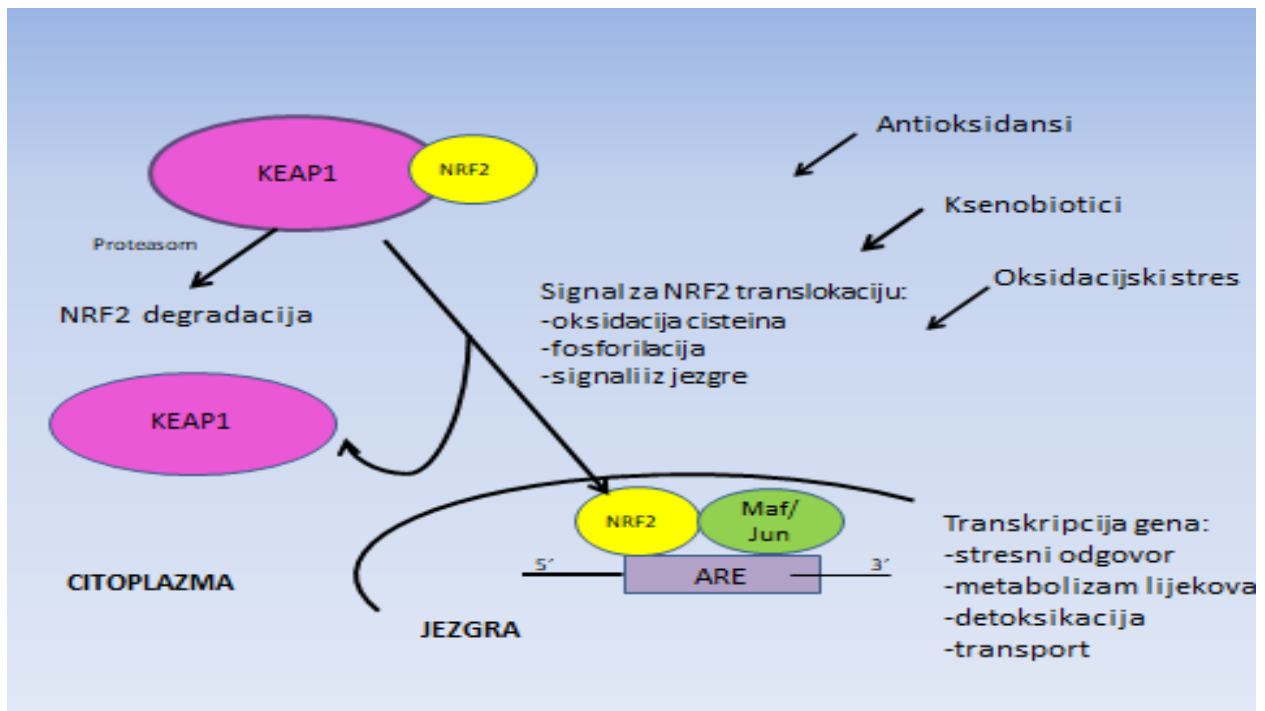 KEAP1
NRF2
Proteasom
NRF2 degradacija
KEAP1
Antioksidansi
Ksenobiotici
Oksidacijski stres
Signal za NRF2 translokaciju:
-oksidacija cisteina
-fosforilacija
-signali iz jezgre
NRF2
Maf/
Jun
5´
ARE
3´
CITOPLAZMA
JEZGRA
Transkripcija gena:
-stresni odgovor
-metabolizam lijekova
-detoksikacija
-transport